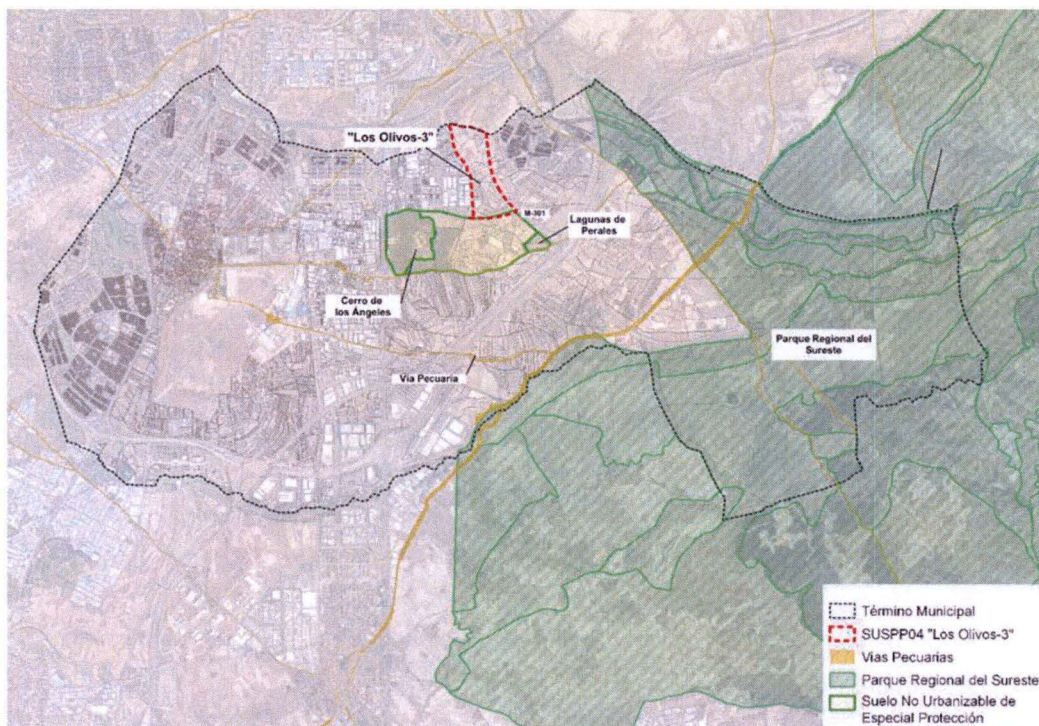 "Los Olivos-3"
M-301
Lagunas de
Perales
Cerro de
los Ángeles
Parque Regional del
Sureste
Vía Pecuaria
Término Municipal
SUSPP04 "Los Olivos-3"
Vías Pecuarias
Parque Regional del Sureste
Suelo No Urbanizable de
Especial Protección